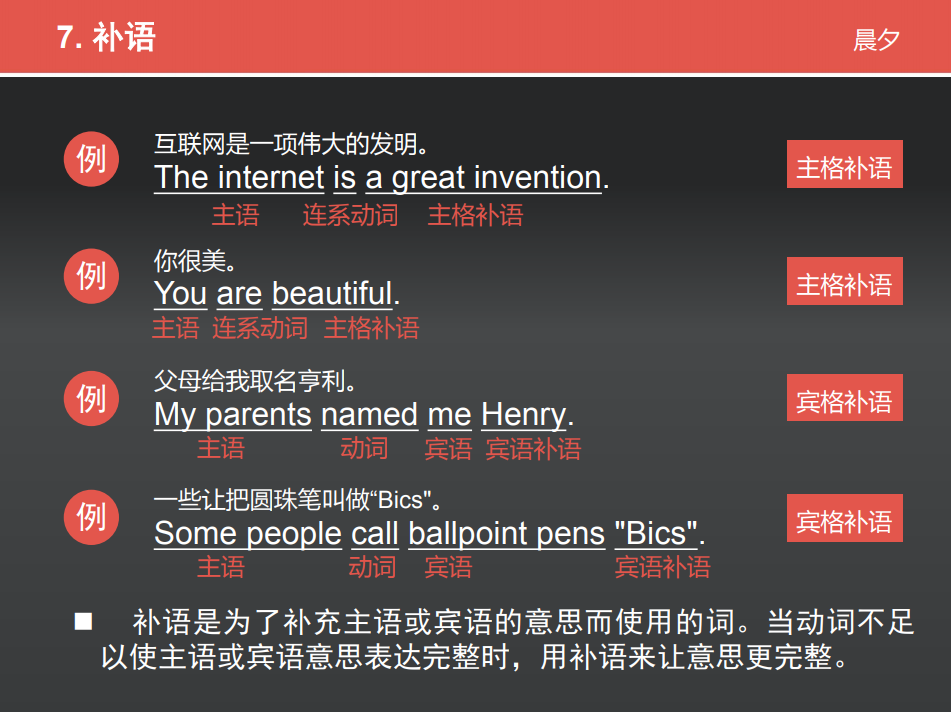 7. 补语
晨夕
例
互联网是一项伟大的发明。
The internet is a great invention.
主语 连系动词 主格补语
主格补语
例
你很美。
You are beautiful.
主语 连系动词 主格补语
主格补语
例
父母给我取名亨利。
My parents named me Henry.
主语 动词 宾语 宾语补语
宾格补语
例
一些让把圆珠笔叫做“Bics"。
Some people call ballpoint pens "Bics".
主语 动词 宾语 宾语补语
宾格补语
■ 补语是为了补充主语或宾语的意思而使用的词。当动词不足
以使主语或宾语意思表达完整时，用补语来让意思更完整。